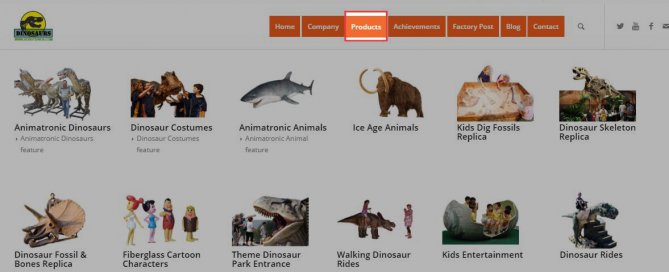 DINOSAURS
Home Company Products Achievements Factory Post Blog Contact
Animatronic Dinosaurs
Animatronic Dinosaurs
feature
Dinosaur Costumes
Dinosaur Costumes
feature
Animatronic Animals
Animatronic Animal
feature
Ice Age Animals
Kids Dig Fossils
Replica
Dinosaur Skeleton
Replica
Dinosaur Fossil &
Bones Replica
Fiberglass Cartoon
Characters
Theme Dinosaur
Park Entrance
Walking Dinosaur
Rides
Kids Entertainment
Dinosaur Rides